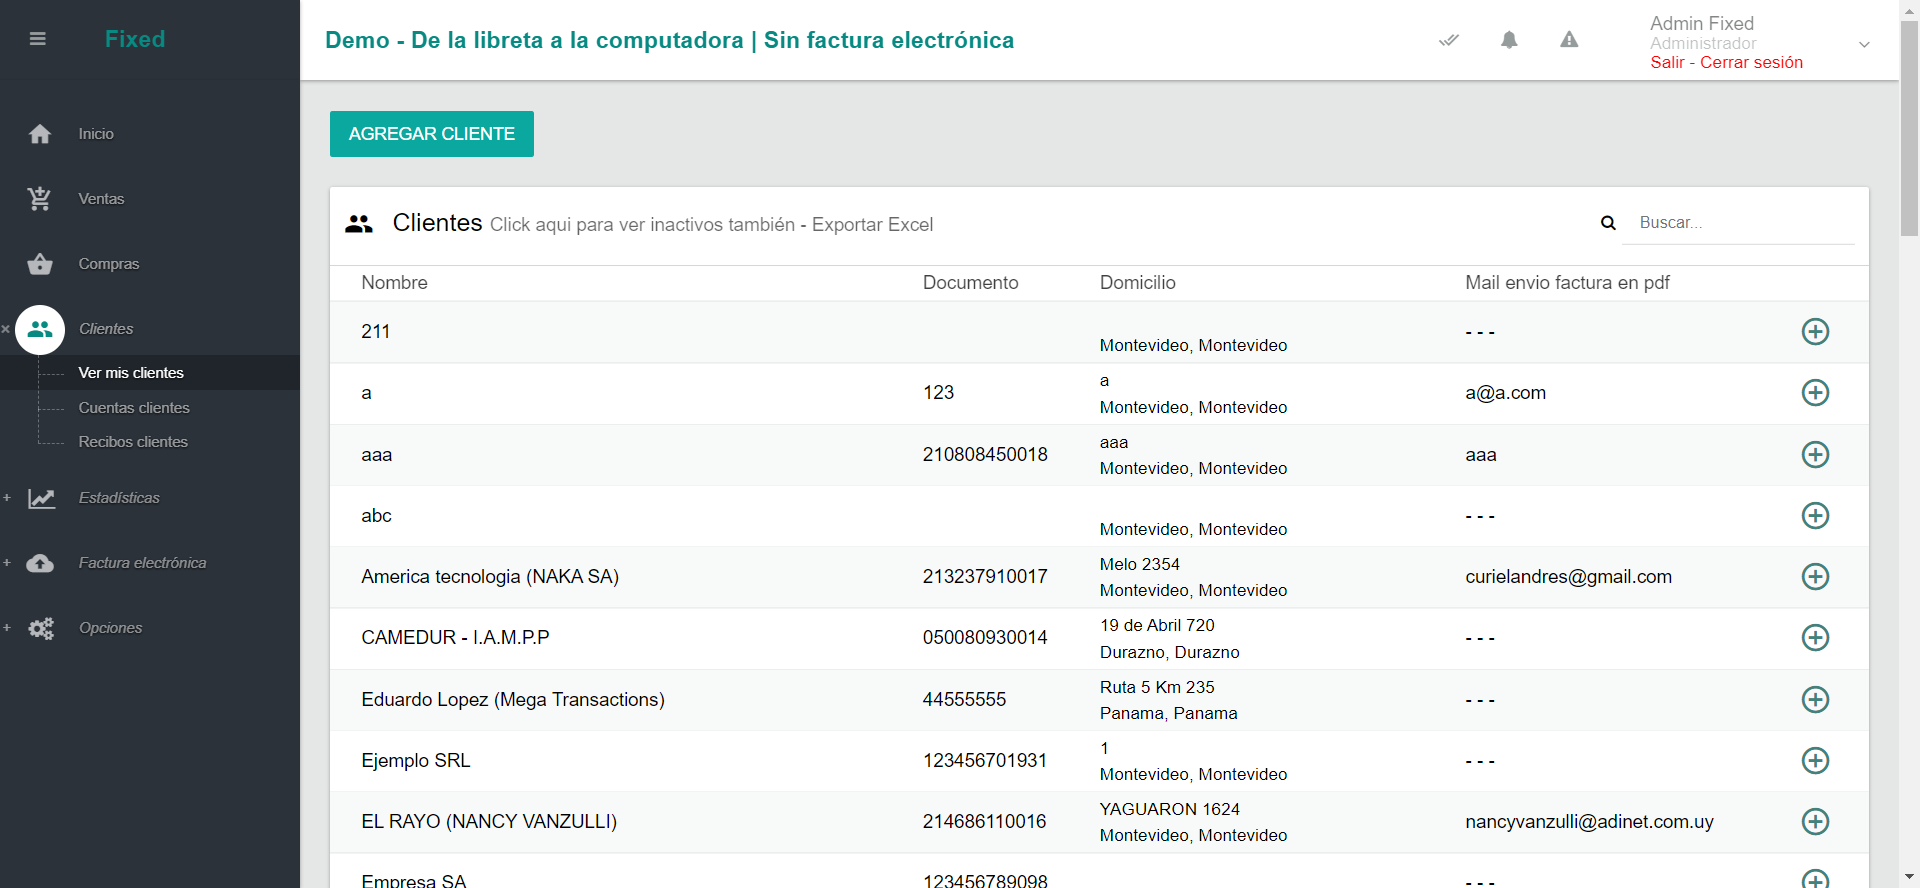 Fixed
Demo - De la libreta a la computadora | Sin factura electrónica
Admin Fixed
Administrador
Salir - Cerrar sesión
Inicio
Ventas
Compras
Clientes
Ver mis clientes
Cuentas clientes
Recibos clientes
Estadísticas
Factura electrónica
Opciones
AGREGAR CLIENTE
Clientes Click aqui para ver inactivos también - Exportar Excel
Buscar...
Nombre Documento Domicilio Mail envio factura en pdf
211 Montevideo, Montevideo - - -
a 123 a a@a.com
Montevideo, Montevideo
aaa 210808450018 aaa aaa
Montevideo, Montevideo
abc Montevideo, Montevideo - - -
America tecnologia (NAKA SA) 213237910017 Melo 2354 curielandres@gmail.com
Montevideo, Montevideo
CAMEDUR - I.A.M.P.P 050080930014 19 de Abril 720 - - -
Durazno, Durazno
Eduardo Lopez (Mega Transactions) 44555555 Ruta 5 Km 235 - - -
Panama, Panama
Ejemplo SRL 123456701931 1 - - -
Montevideo, Montevideo
EL RAYO (NANCY VANZULLI) 214686110016 YAGUARON 1624 nancyvanzulli@adinet.com.uy
Montevideo, Montevideo
Empresa SA 123456789098 - - -